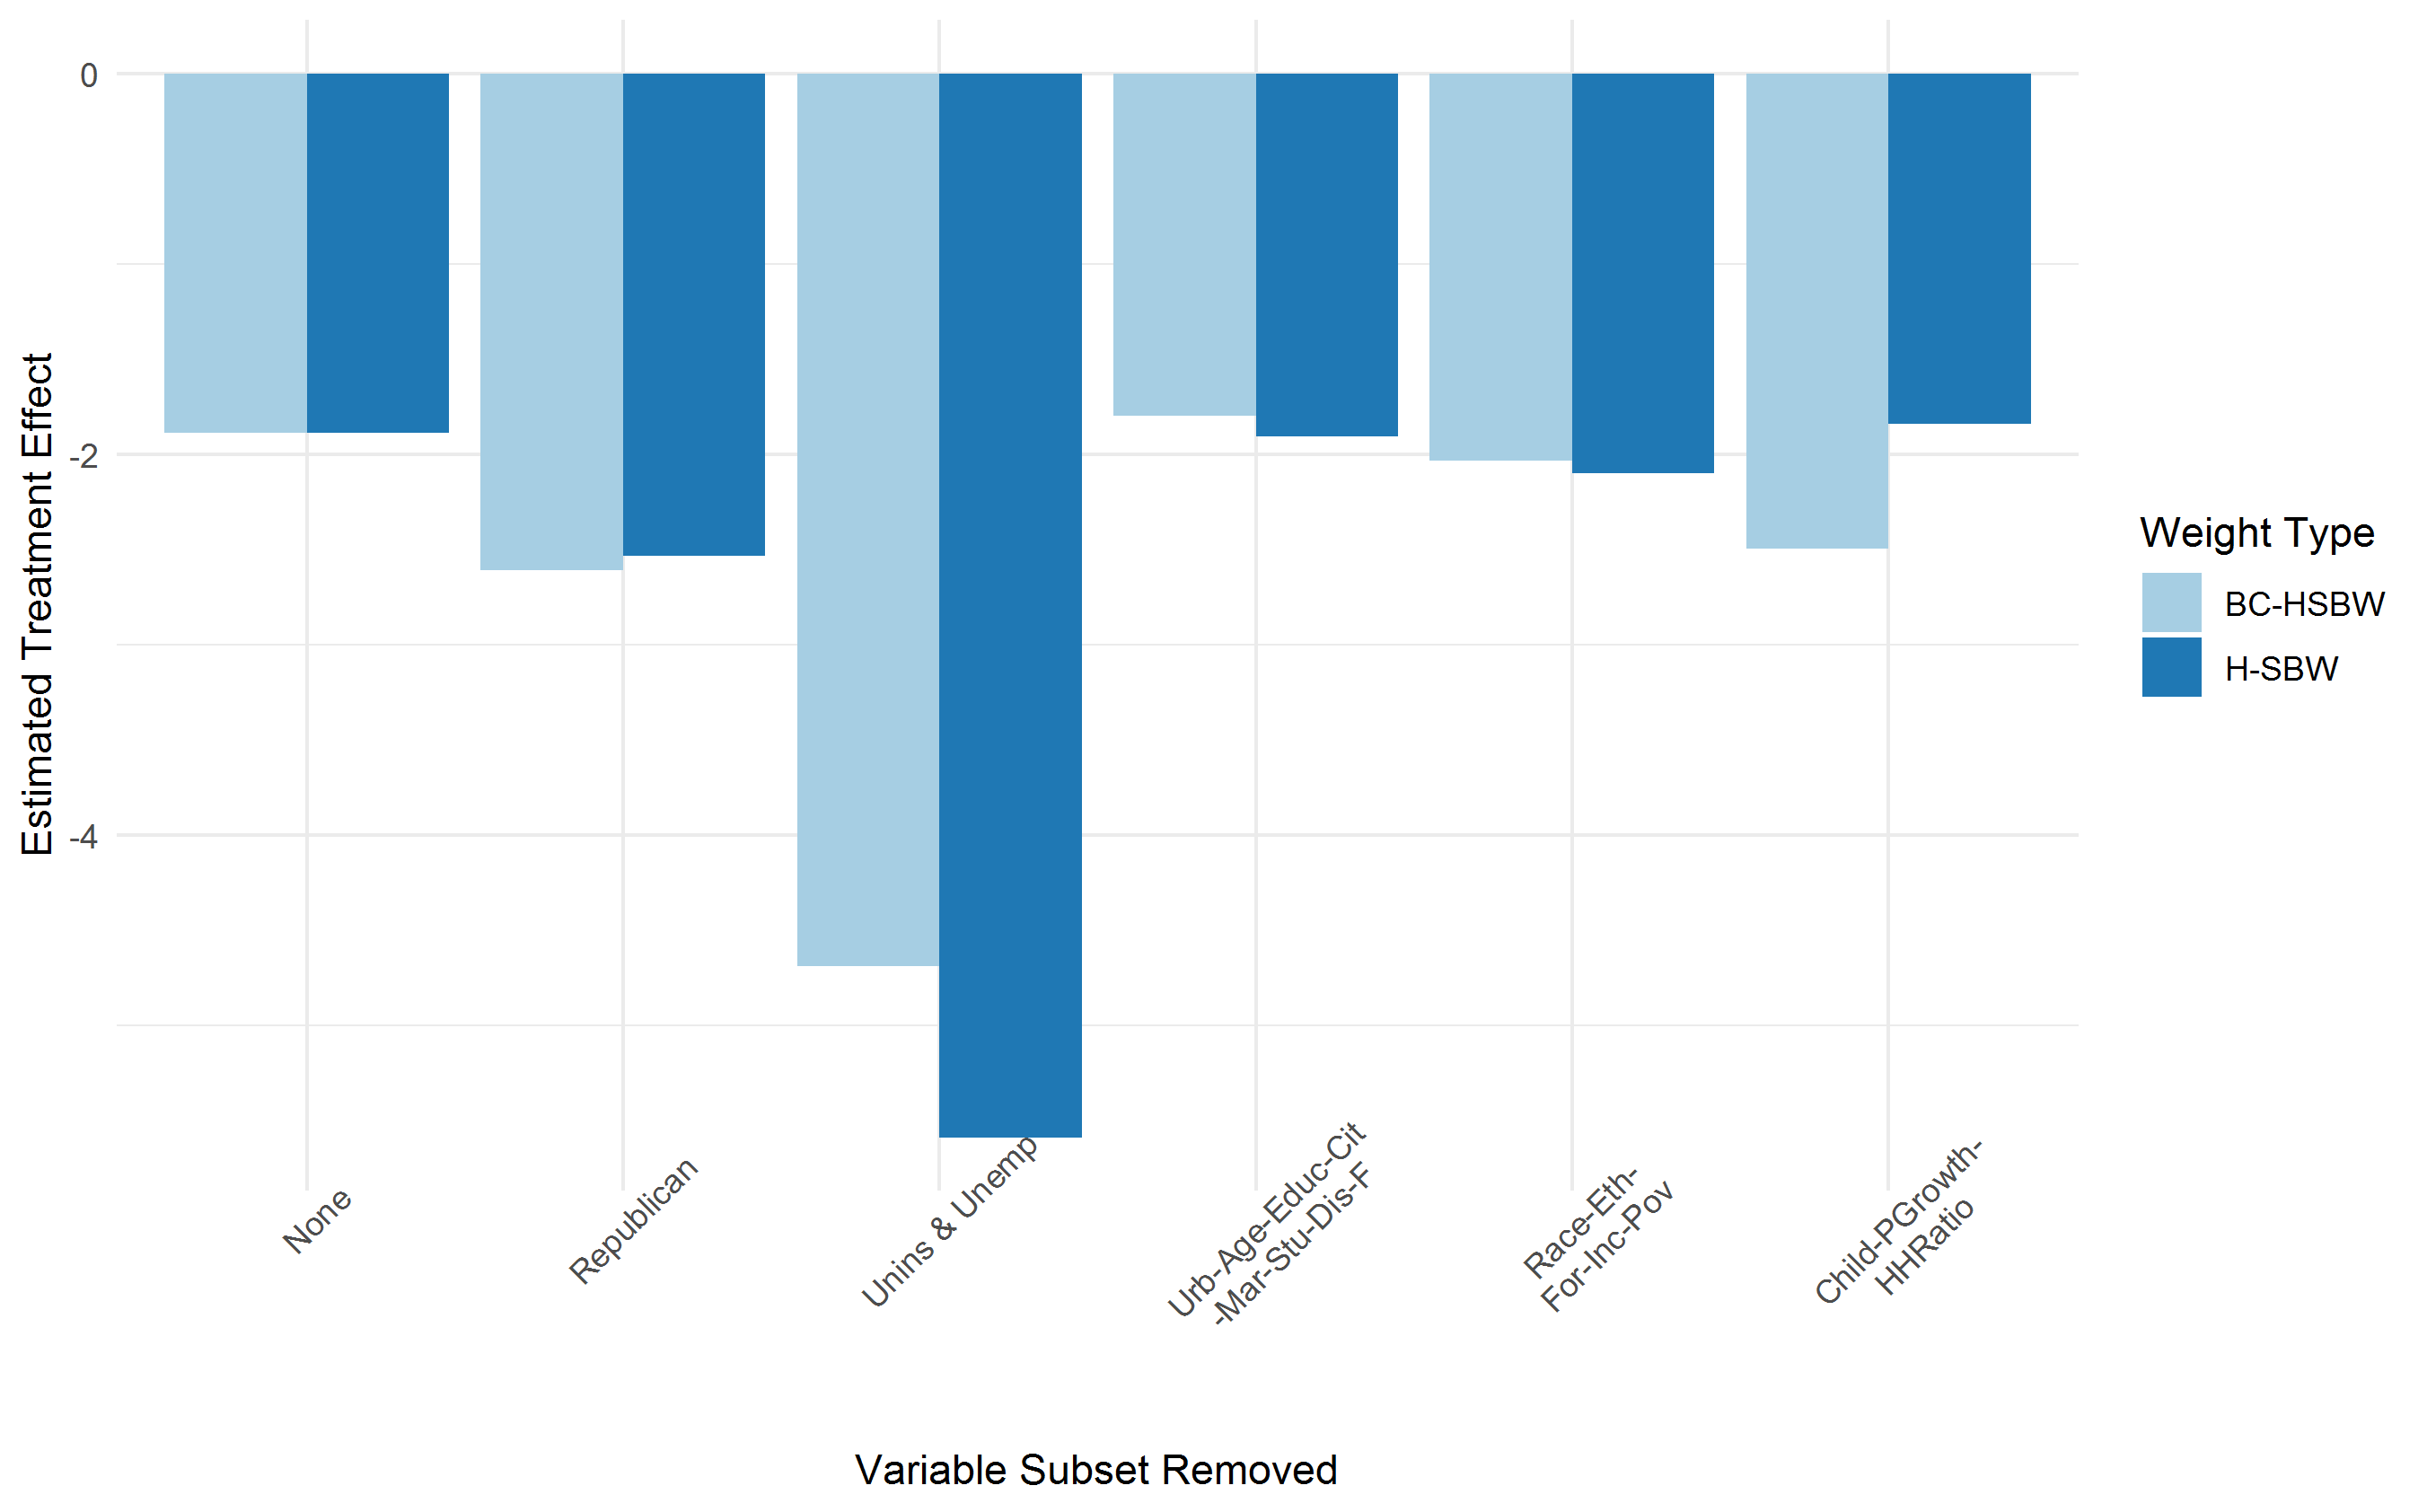 Estimated Treatment Effect
0
-2
-4
None
Republican
Unins & Unemp
Urb-Age-Educ-Cit
-Mar-Stu-Dis-F
Race-Eth-
For-Inc-Pov
Child-PGrowth-
HHRatio
Variable Subset Removed
Weight Type
BC-HSBW
H-SBW